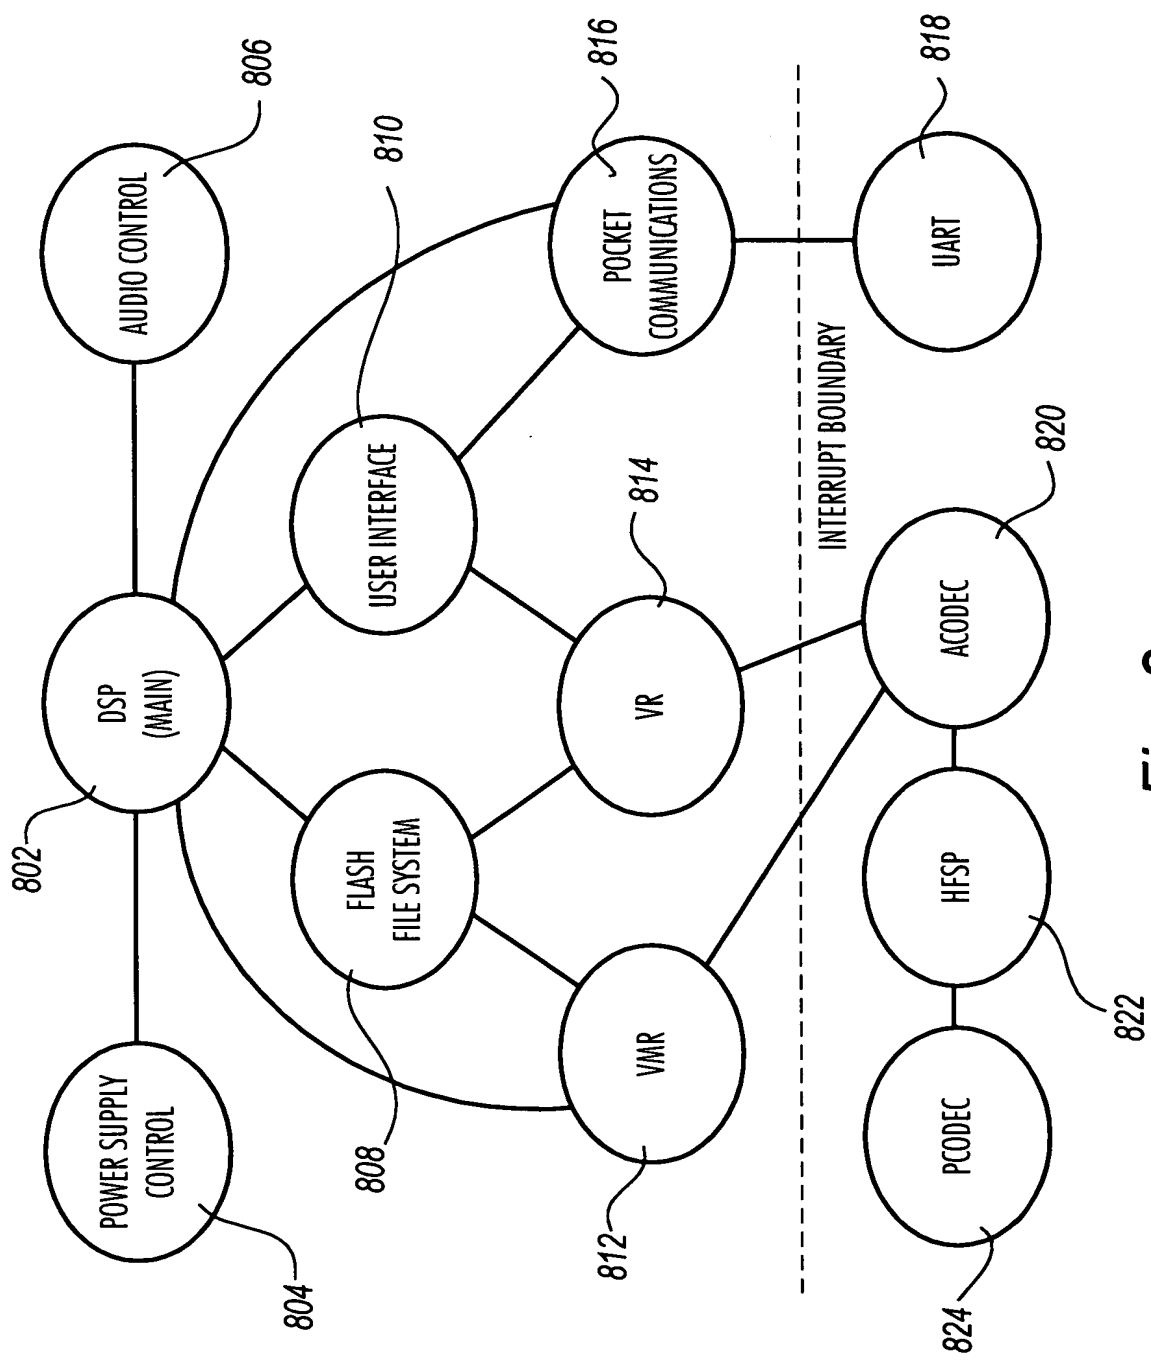 806
AUDIO CONTROL
802
DSP
(MAIN)
POWER SUPPLY
CONTROL
804
810
USER INTERFACE
808
FLASH
FILE SYSTEM
816
POCKET
COMMUNICATIONS
814
VR
VMR
812
INTERRUPT BOUNDARY
818
UART
820
ACODEC
HFSP
822
PCODEC
824